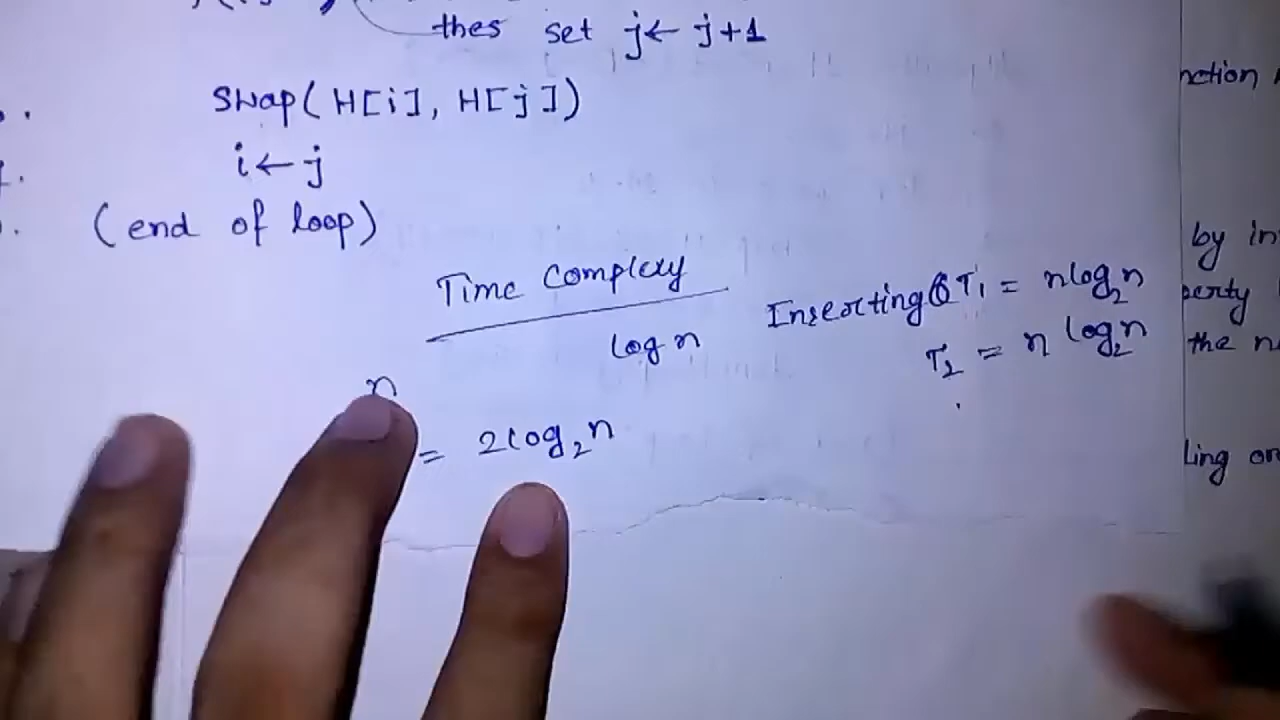 thes set j← j+1
Swap(H[i], H[j])
i←j
(end of loop)
Time Complexy
log n
n
= 2log₂n
Inserting T₁ = nlog₂n
T₂ = n log₂n
nction
by in
perty
the n
ling on